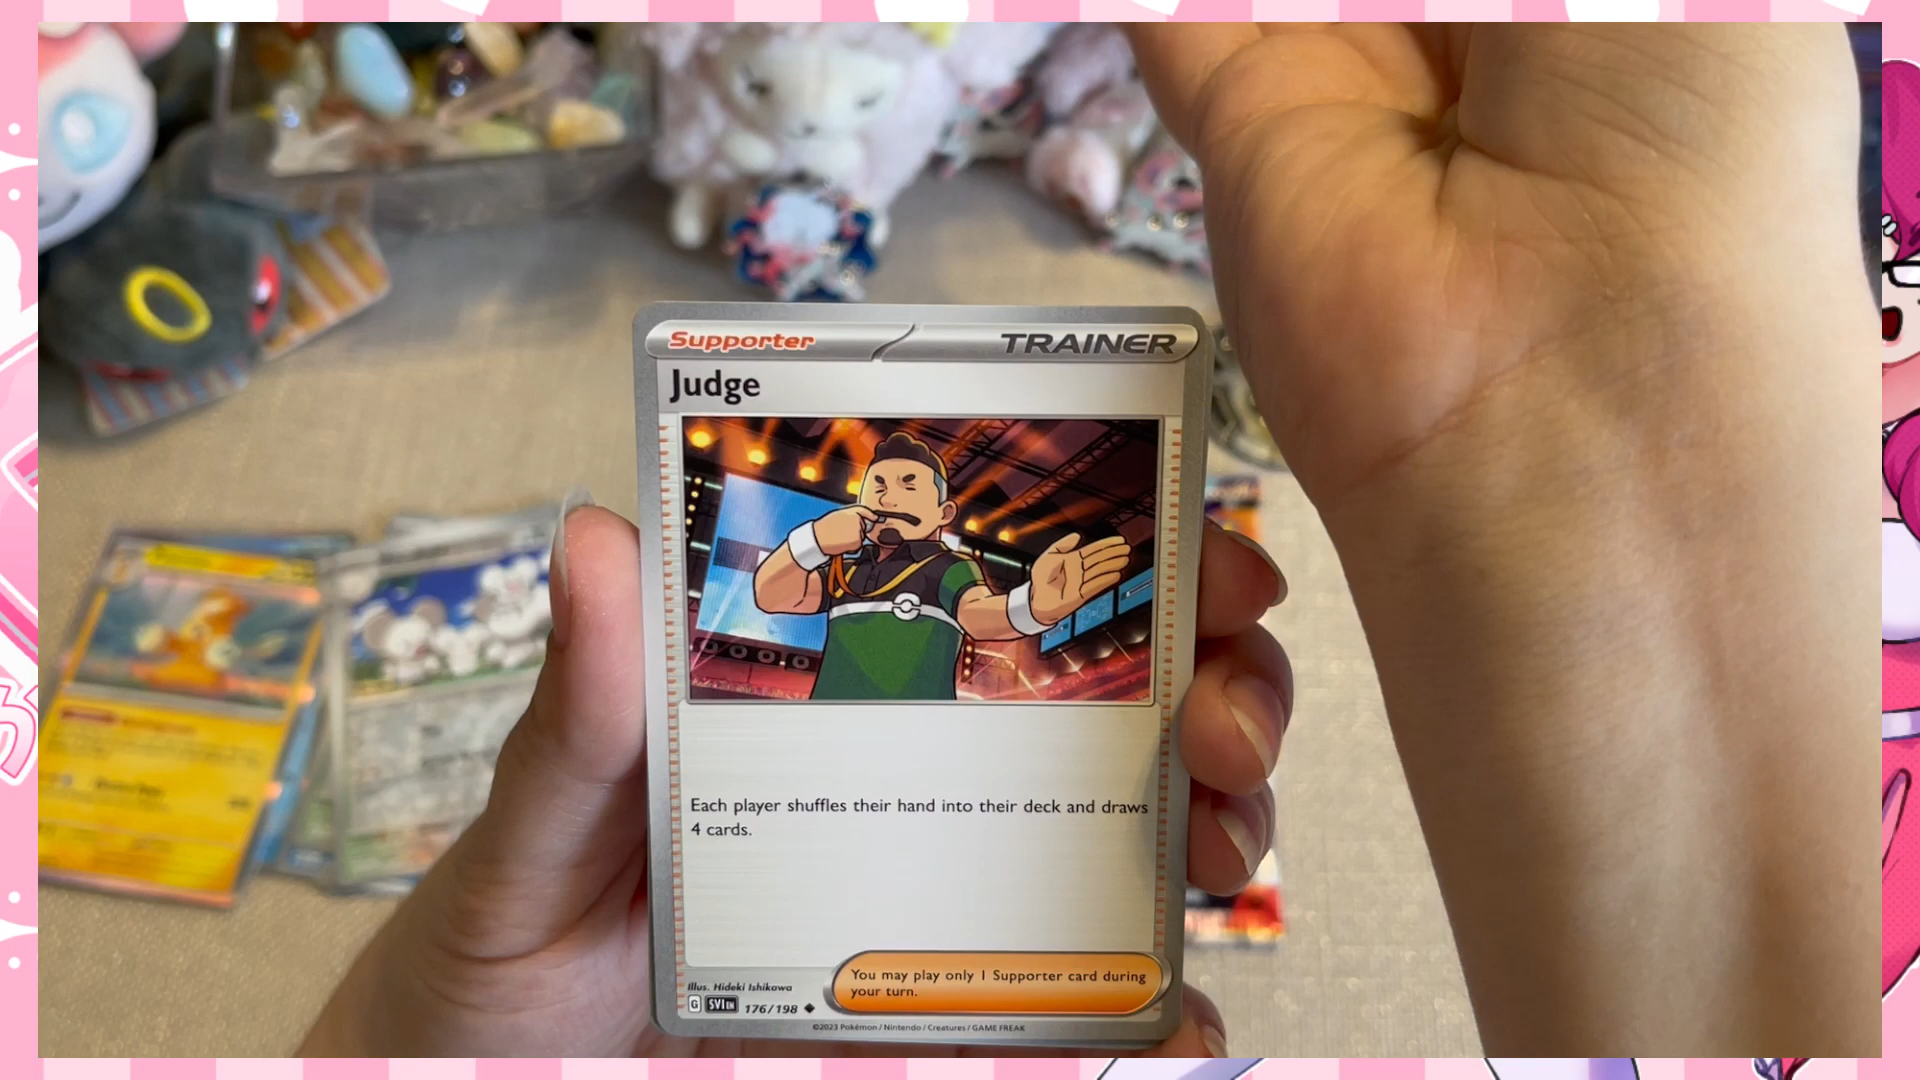 Supporter
TRAINER
Judge
Each player shuffles their hand into their deck and draws
4 cards.
You may play only 1 Supporter card during
your turn.
Illus. Hideki Ishikawa
G SVI EN 176/198
©2023 Pokémon / Nintendo / Creatures / GAME FREAK